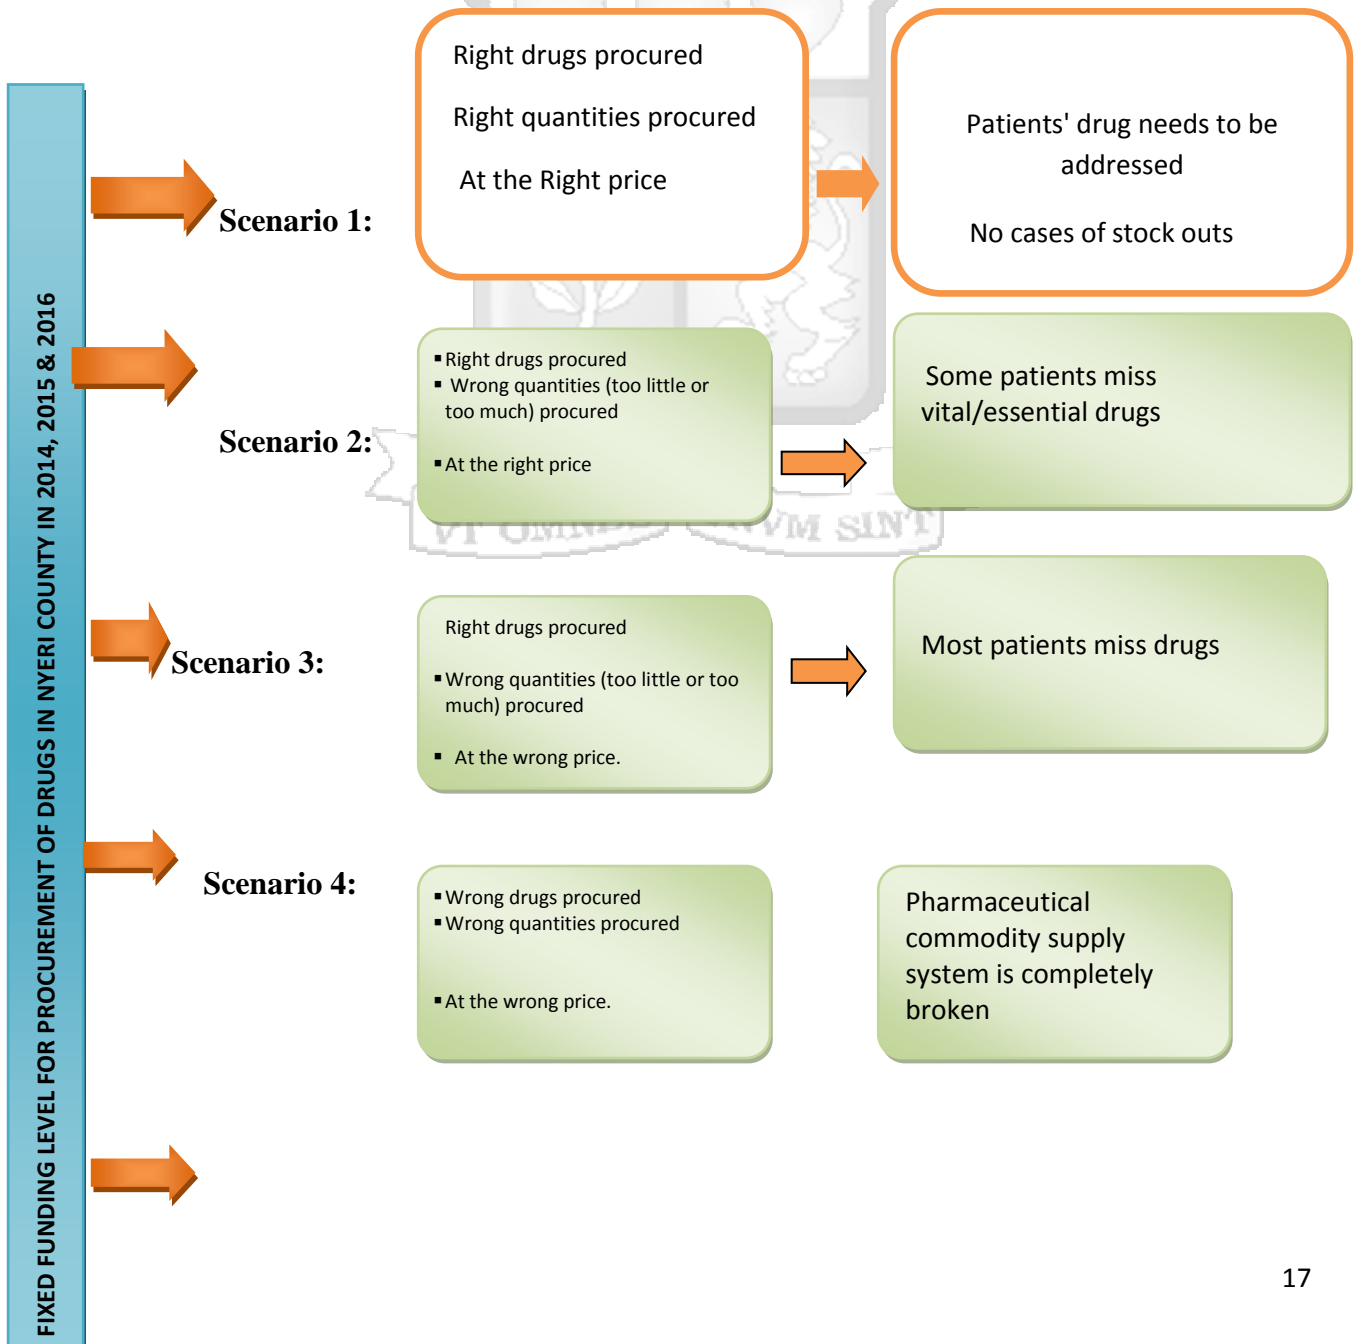 FIXED FUNDING LEVEL FOR PROCUREMENT OF DRUGS IN NYERI COUNTY IN 2014, 2015 & 2016
Scenario 1:
Right drugs procured
Right quantities procured
At the Right price
Patients' drug needs to be
addressed
No cases of stock outs
Scenario 2:
▪ Right drugs procured
▪ Wrong quantities (too little or
too much) procured
▪ At the right price
Some patients miss
vital/essential drugs
VM SINT
Scenario 3:
Right drugs procured
▪ Wrong quantities (too little or too
much) procured
▪ At the wrong price.
Most patients miss drugs
Scenario 4:
▪ Wrong drugs procured
▪ Wrong quantities procured
▪ At the wrong price.
Pharmaceutical
commodity supply
system is completely
broken
17